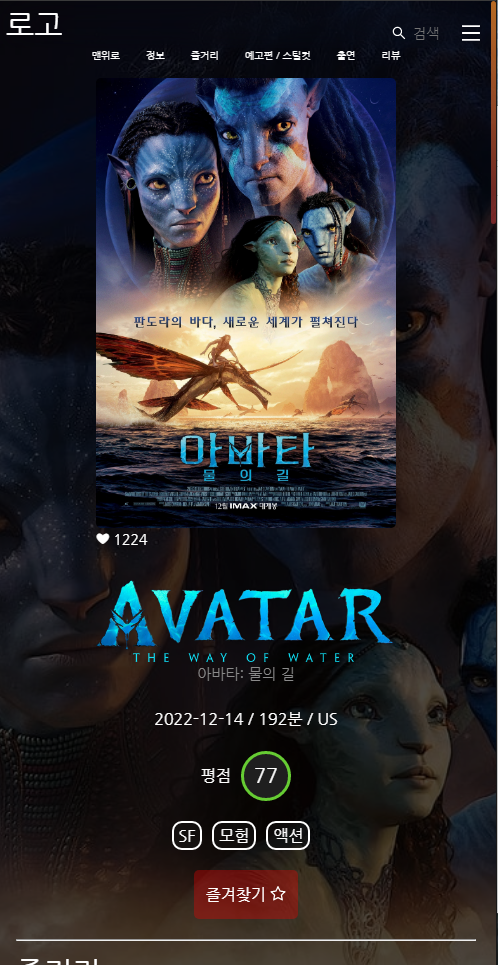 로고
검색
맨위로 정보 줄거리 예고편 / 스틸컷 출연 리뷰
판도라의 바다, 새로운 세계가 펼쳐진다
아바타
물의 길
12월 IMAX 대개봉
1224
AVATAR
THE WAY OF WATER
아바타: 물의 길
2022-12-14 / 192분 / US
평점 77
SF 모험 액션
즐겨찾기
줄거리